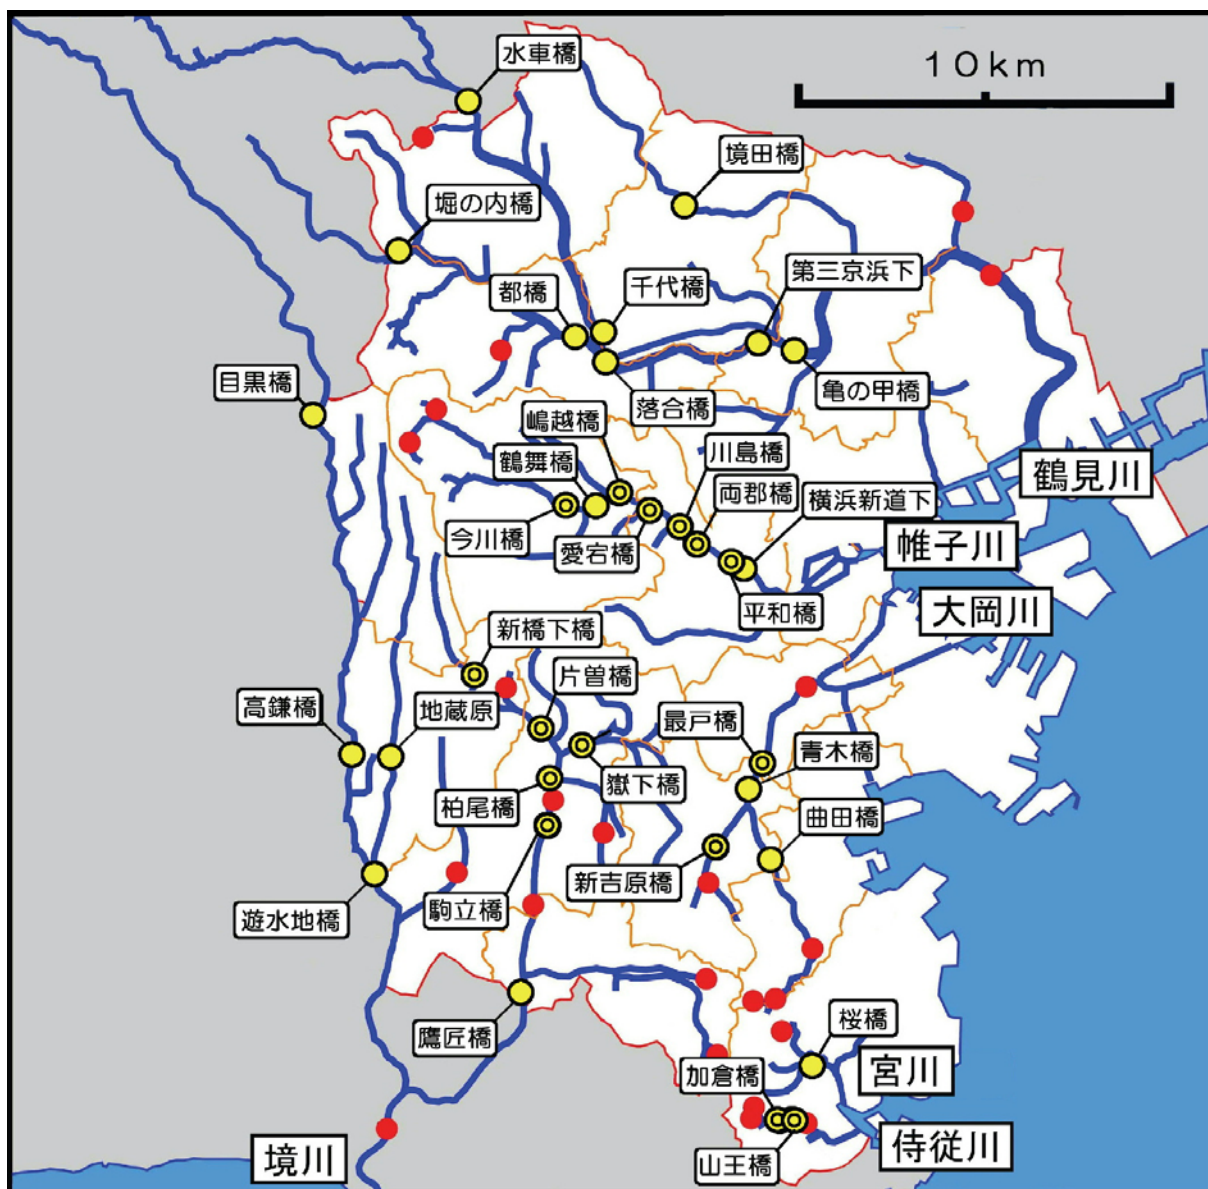 水車橋
10km
境田橋
堀の内橋
第三京浜下
千代橋
都橋
目黒橋
落合橋
亀の甲橋
嶋越橋
川島橋
鶴舞橋
両郡橋
横浜新道下
鶴見川
今川橋
愛宕橋
帷子川
平和橋
大岡川
新橋下橋
片曽橋
高鎌橋
地蔵原
最戸橋
青木橋
柏尾橋
嶽下橋
曲田橋
新吉原橋
駒立橋
遊水地橋
鷹匠橋
桜橋
加倉橋
宮川
境川
山王橋
侍従川